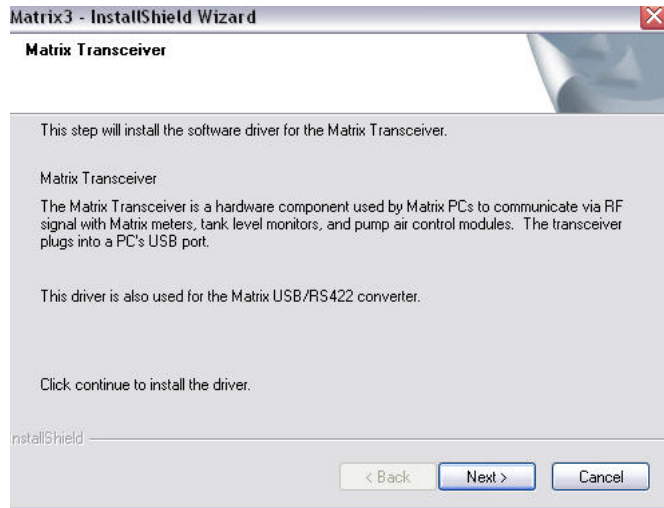 Matrix3 - InstallShield Wizard
Matrix Transceiver
This step will install the software driver for the Matrix Transceiver.
Matrix Transceiver
The Matrix Transceiver is a hardware component used by Matrix PCs to communicate via RF
signal with Matrix meters, tank level monitors, and pump air control modules. The transceiver
plugs into a PC's USB port.
This driver is also used for the Matrix USB/RS422 converter.
Click continue to install the driver.
nstallShield
< Back Next > Cancel